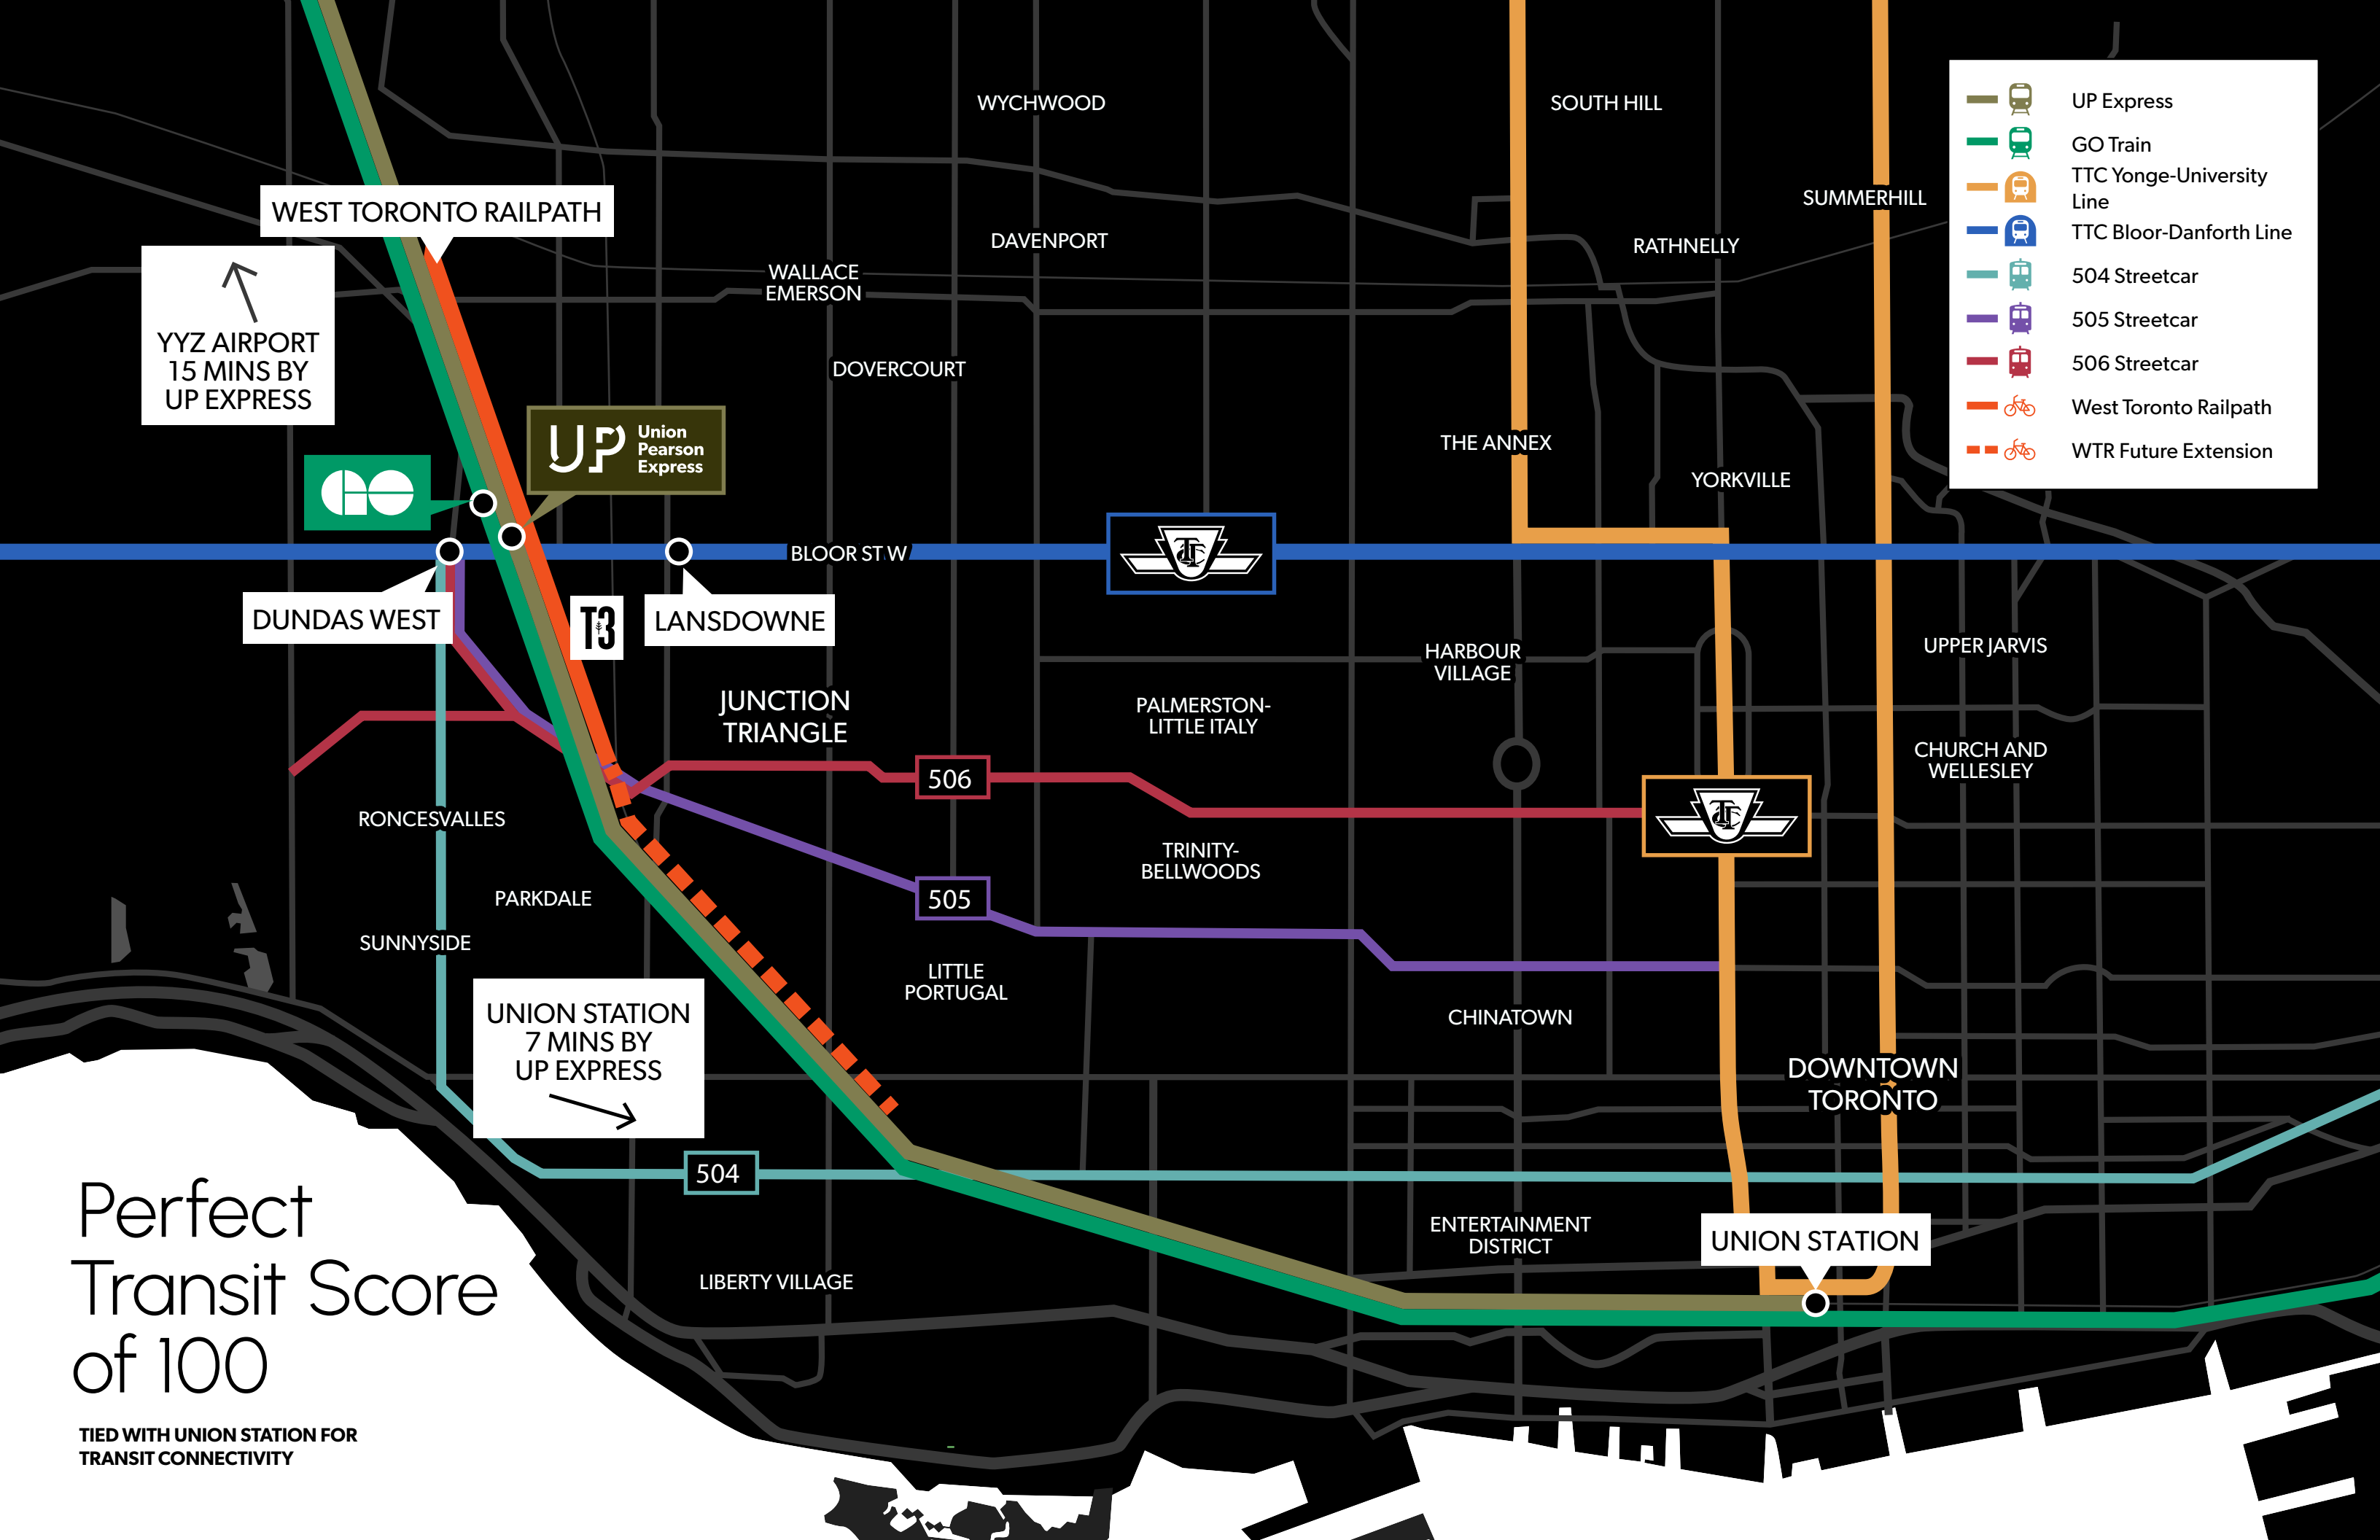 WYCHWOOD
SOUTH HILL
UP Express
GO Train
TTC Yonge-University
Line
TTC Bloor-Danforth Line
504 Streetcar
505 Streetcar
506 Streetcar
West Toronto Railpath
WTR Future Extension
SUMMERHILL
WEST TORONTO RAILPATH
DAVENPORT
RATHNELLY
WALLACE
EMERSON
YYZ AIRPORT
15 MINS BY
UP EXPRESS
DOVERCOURT
THE ANNEX
YORKVILLE
UP
Union
Pearson
Express
GO
BLOOR ST W
TTC
DUNDAS WEST
T3
LANSDOWNE
HARBOUR
VILLAGE
UPPER JARVIS
JUNCTION
TRIANGLE
PALMERSTON-
LITTLE ITALY
CHURCH AND
WELLESLEY
506
TTC
RONCESVALLES
TRINITY-
BELLWOODS
PARKDALE
505
SUNNYSIDE
LITTLE
PORTUGAL
CHINATOWN
UNION STATION
7 MINS BY
UP EXPRESS
DOWNTOWN
TORONTO
504
ENTERTAINMENT
DISTRICT
UNION STATION
LIBERTY VILLAGE
Perfect
Transit Score
of 100
TIED WITH UNION STATION FOR
TRANSIT CONNECTIVITY